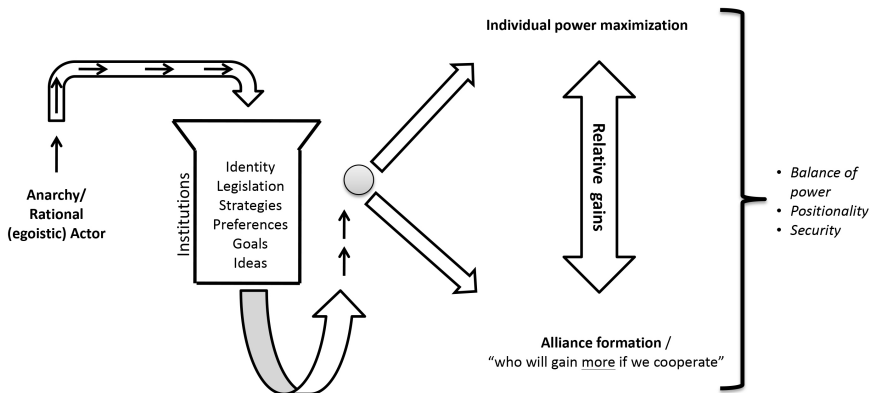 Individual power maximization
Anarchy/
Rational
(egoistic) Actor
Institutions
Identity
Legislation
Strategies
Preferences
Goals
Ideas
Relative gains
• Balance of
power
• Positionality
• Security
Alliance formation /
“who will gain more if we cooperate”